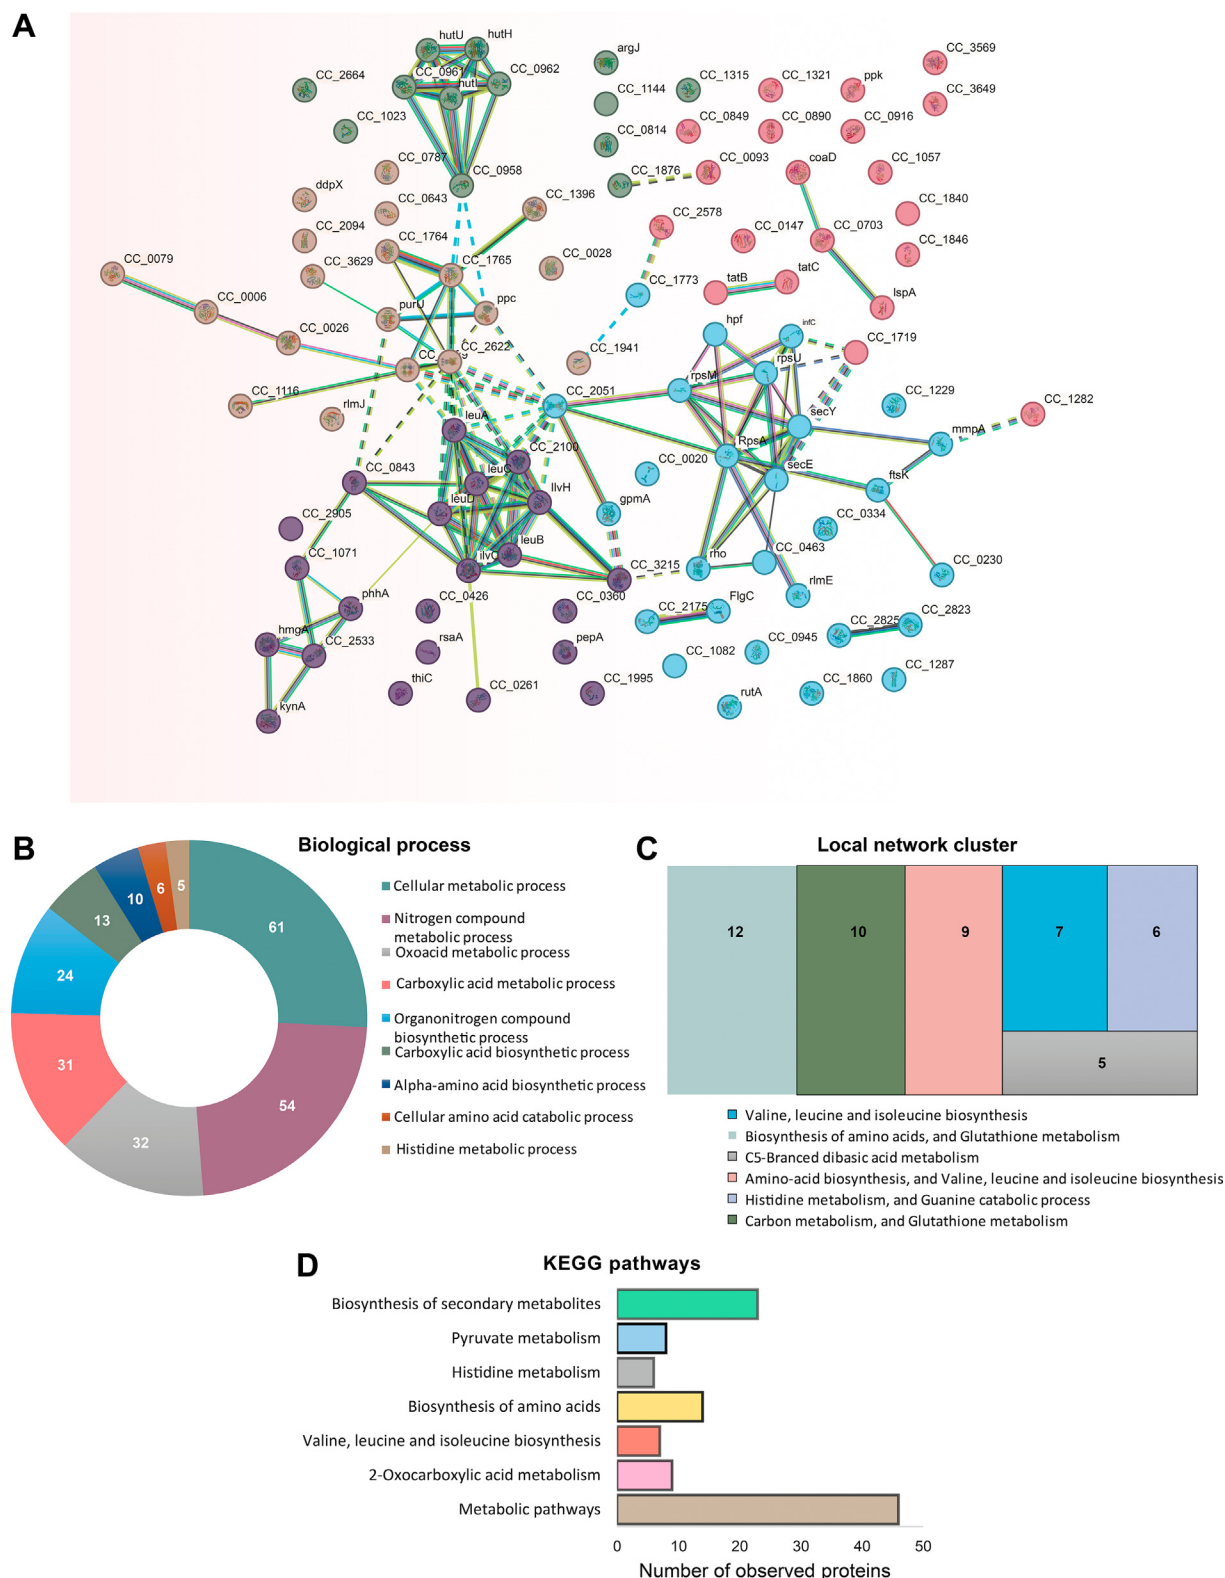 A
hutU
hutH
argJ
CC_3569
CC_2664
CC_0961
CC_0962
hutI
CC_1144
CC_1315
CC_1321
ppk
CC_3649
CC_1023
CC_0814
CC_0849
CC_0890
CC_0916
CC_0787
CC_0958
CC_1876
CC_0093
coaD
CC_1057
ddpX
CC_0643
CC_1396
CC_2578
CC_0147
CC_0703
CC_1840
CC_2094
CC_1764
CC_1846
CC_0079
CC_3629
CC_1765
CC_0028
CC_1773
tatB
tatC
lspA
CC_0006
purU
ppc
hpf
infC
CC_0026
CC_2622
CC_1941
rpsU
CC_1719
CC_1116
rlmJ
CC_2051
rpsM
CC_1229
CC_1282
leuA
secY
mmpA
CC_0843
leuC
CC_2100
CC_0020
RpsA
secE
ftsK
leuD
IlvH
gpmA
CC_2905
CC_0334
CC_1071
ilvC
leuB
CC_3215
rho
CC_0463
CC_0230
phhA
CC_0426
CC_0360
CC_2175
FlgC
rlmE
CC_2825
CC_2823
hmgA
CC_2533
rsaA
pepA
CC_1082
CC_0945
kynA
thiC
CC_0261
CC_1995
rutA
CC_1860
CC_1287
B
Biological process
61
54
32
31
24
13
10
6
5
Cellular metabolic process
Nitrogen compound
metabolic process
Oxoacid metabolic process
Carboxylic acid metabolic process
Organonitrogen compound
biosynthetic process
Carboxylic acid biosynthetic process
Alpha-amino acid biosynthetic process
Cellular amino acid catabolic process
Histidine metabolic process
C
Local network cluster
12
10
9
7
6
5
Valine, leucine and isoleucine biosynthesis
Biosynthesis of amino acids, and Glutathione metabolism
C5-Branced dibasic acid metabolism
Amino-acid biosynthesis, and Valine, leucine and isoleucine biosynthesis
Histidine metabolism, and Guanine catabolic process
Carbon metabolism, and Glutathione metabolism
D
KEGG pathways
Biosynthesis of secondary metabolites
Pyruvate metabolism
Histidine metabolism
Biosynthesis of amino acids
Valine, leucine and isoleucine biosynthesis
2-Oxocarboxylic acid metabolism
Metabolic pathways
0 10 20 30 40 50
Number of observed proteins